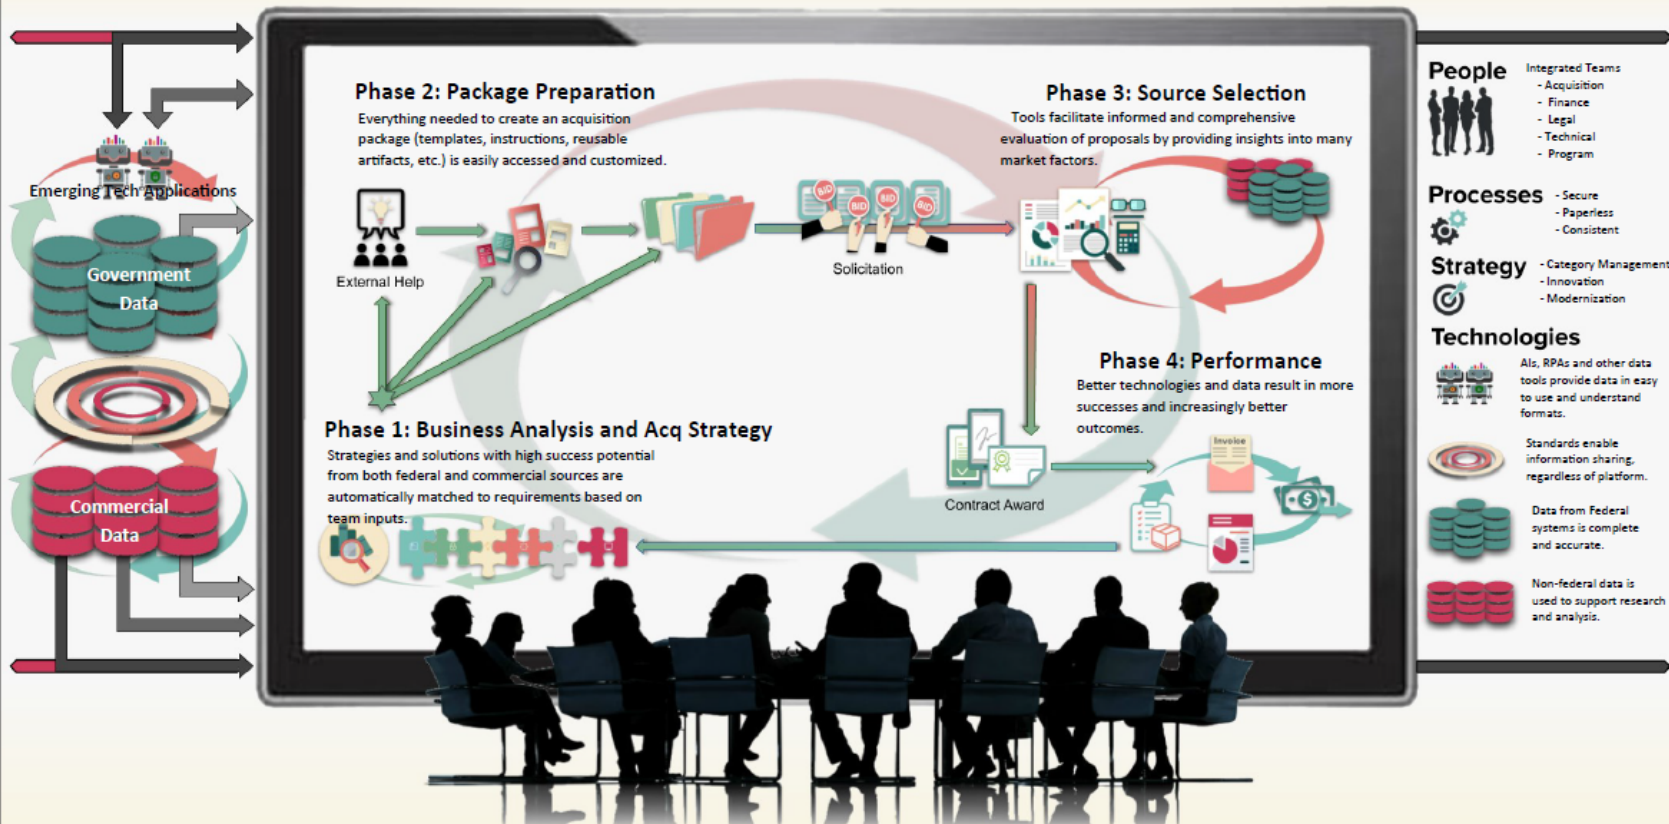 Emerging Tech Applications
Government
Data
Commercial
Data
Phase 2: Package Preparation
Everything needed to create an acquisition
package (templates, instructions, reusable
artifacts, etc.) is easily accessed and customized.
External Help
BID
BID
BID
BID
Solicitation
Phase 3: Source Selection
Tools facilitate informed and comprehensive
evaluation of proposals by providing insights into many
market factors.
Phase 1: Business Analysis and Acq Strategy
Strategies and solutions with high success potential
from both federal and commercial sources are
automatically matched to requirements based on
team inputs.
Phase 4: Performance
Better technologies and data result in more
successes and increasingly better
outcomes.
Contract Award
Invoice
$
People
Integrated Teams
- Acquisition
- Finance
- Legal
- Technical
- Program
Processes
- Secure
- Paperless
- Consistent
Strategy
- Category Management
- Innovation
- Modernization
Technologies
AIs, RPAs and other data
tools provide data in easy
to use and understand
formats.
Standards enable
information sharing,
regardless of platform.
Data from Federal
systems is complete
and accurate.
Non-federal data is
used to support research
and analysis.